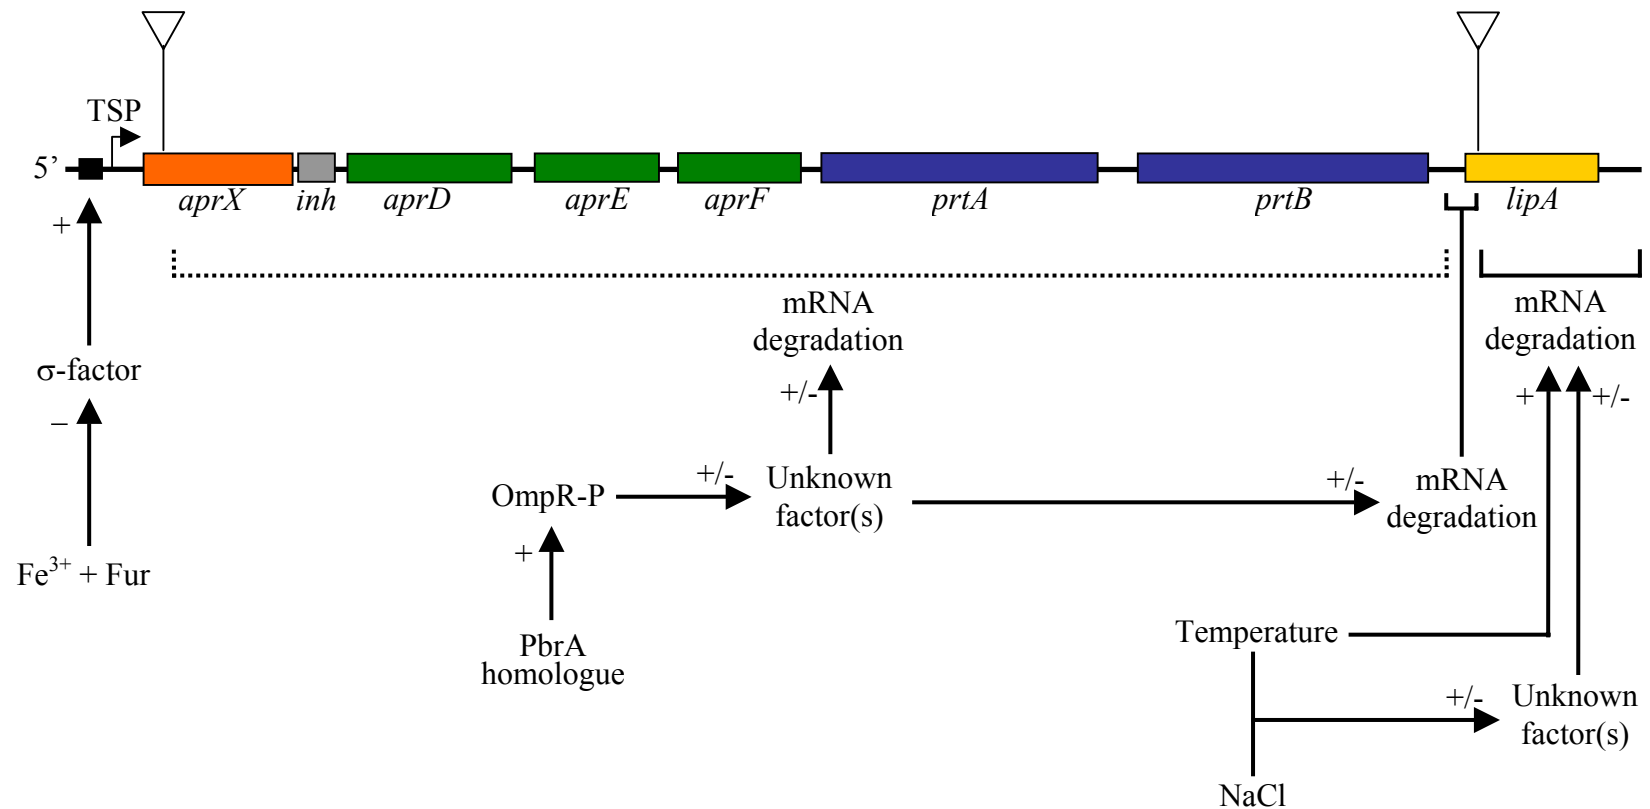 TSP
5’
aprX inh aprD aprE aprF prtA prtB lipA
+
mRNA
degradation
mRNA
degradation
σ-factor
+/-
+ +/-
−
OmpR-P +/- Unknown
factor(s)
+/- mRNA
degradation
Fe³⁺ + Fur
+
PbrA
homologue
Temperature
+/- Unknown
factor(s)
NaCl